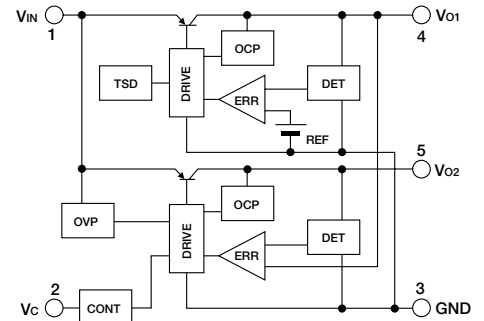 VIN
1
VO1
4
OCP
TSD
DRIVE
ERR
DET
REF
5
VO2
OCP
OVP
DRIVE
ERR
DET
2
VC
CONT
3
GND